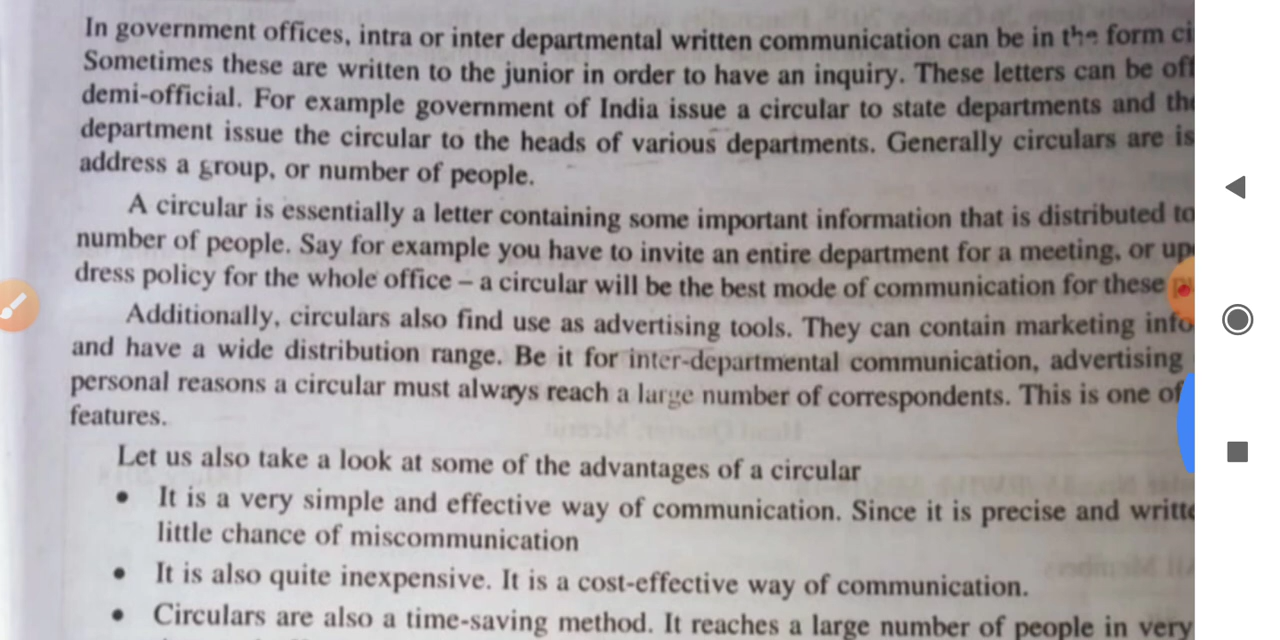 In government offices, intra or inter departmental written communication can be in the form ci
Sometimes these are written to the junior in order to have an inquiry. These letters can be off
demi-official. For example government of India issue a circular to state departments and the
department issue the circular to the heads of various departments. Generally circulars are is
address a group, or number of people.
A circular is essentially a letter containing some important information that is distributed to
number of people. Say for example you have to invite an entire department for a meeting, or up
dress policy for the whole office – a circular will be the best mode of communication for these
Additionally, circulars also find use as advertising tools. They can contain marketing info
and have a wide distribution range. Be it for inter-departmental communication, advertising
personal reasons a circular must always reach a large number of correspondents. This is one of
features.
Let us also take a look at some of the advantages of a circular
• It is a very simple and effective way of communication. Since it is precise and writte
little chance of miscommunication
• It is also quite inexpensive. It is a cost-effective way of communication.
• Circulars are also a time-saving method. It reaches a large number of people in very